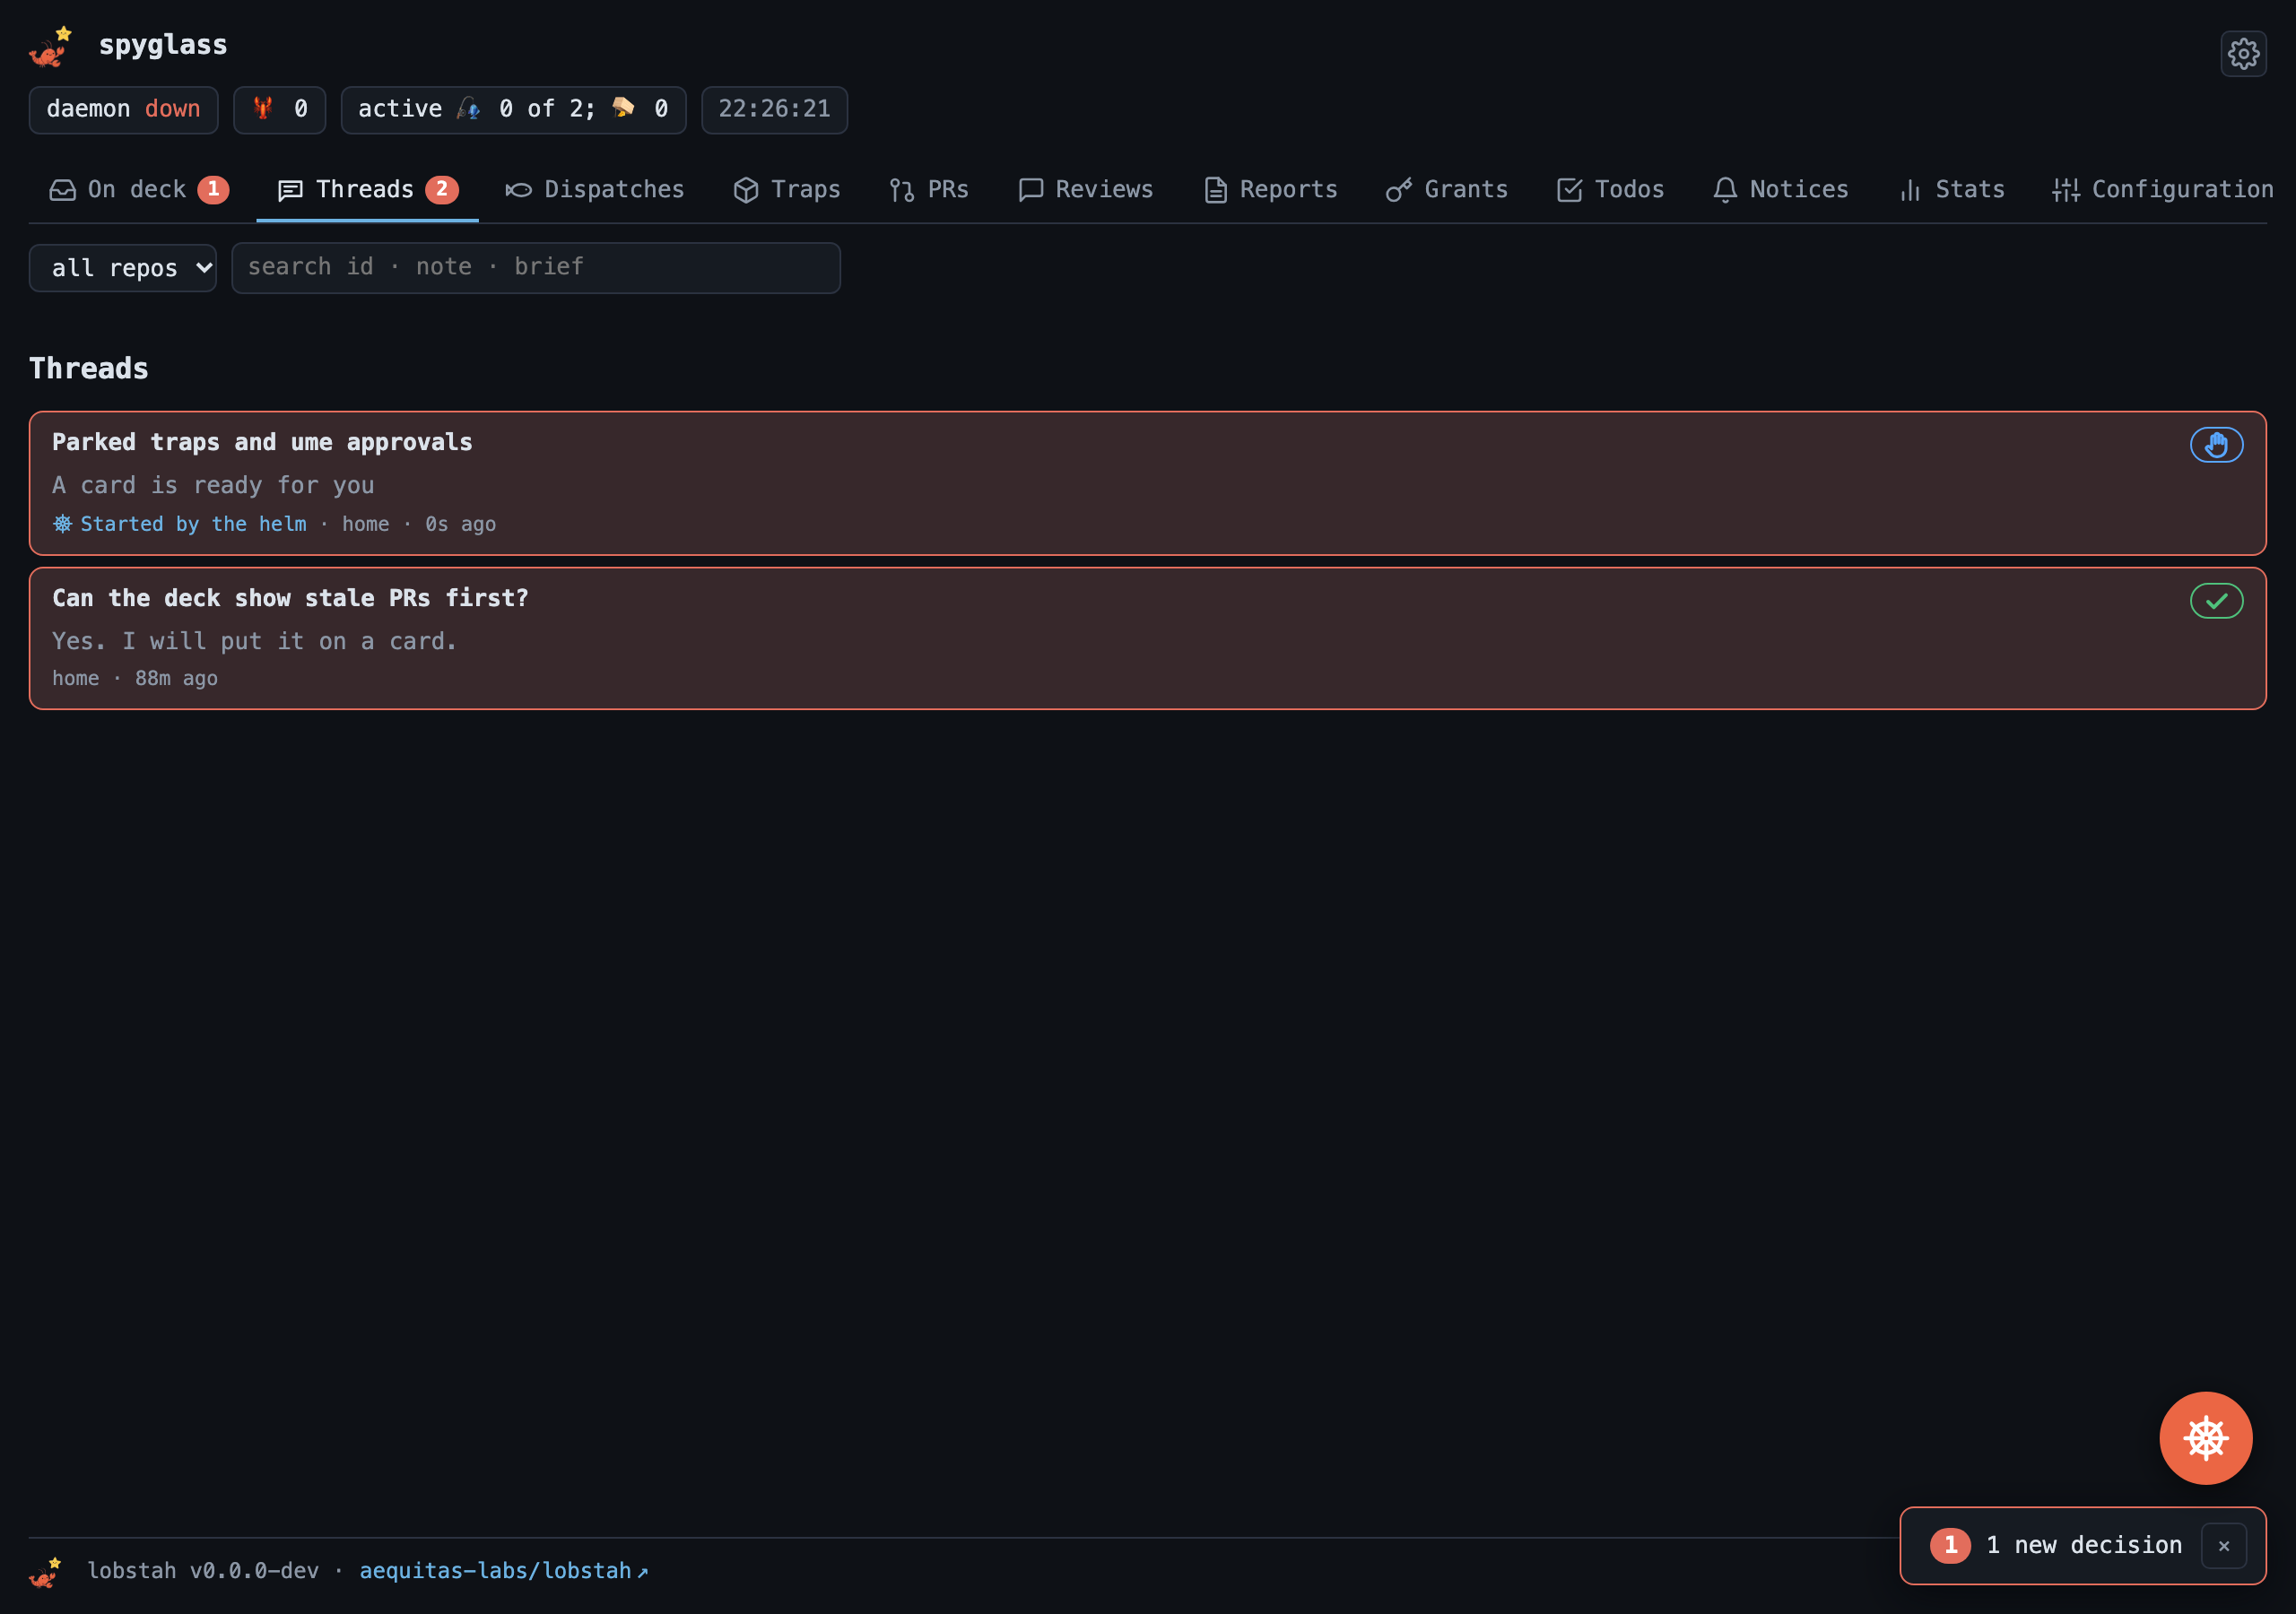 spyglass
daemon down
0
active 0 of 2; 0
22:26:21
On deck 1
Threads 2
Dispatches
Traps
PRs
Reviews
Reports
Grants
Todos
Notices
Stats
Configuration
all repos
search id · note · brief
Threads
Parked traps and ume approvals
A card is ready for you
Started by the helm · home · 0s ago
Can the deck show stale PRs first?
Yes. I will put it on a card.
home · 88m ago
1 1 new decision ×
lobstah v0.0.0-dev · aequitas-labs/lobstah↗